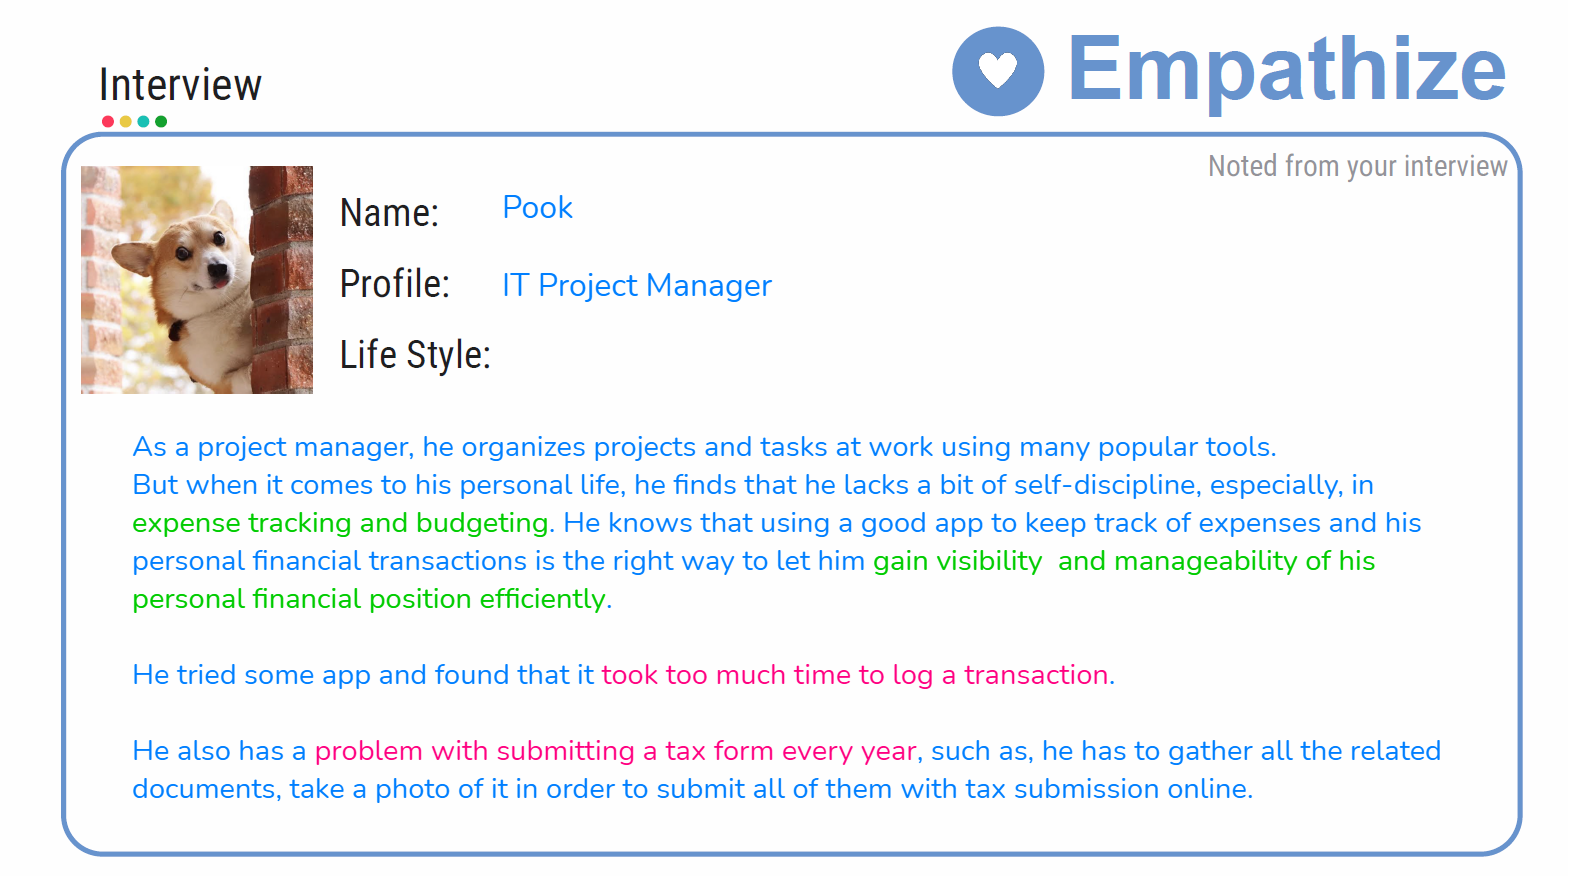 Interview
Empathize
Noted from your interview
Name: Pook
Profile: IT Project Manager
Life Style:
As a project manager, he organizes projects and tasks at work using many popular tools.
But when it comes to his personal life, he finds that he lacks a bit of self-discipline, especially, in
expense tracking and budgeting. He knows that using a good app to keep track of expenses and his
personal financial transactions is the right way to let him gain visibility  and manageability of his
personal financial position efficiently.
He tried some app and found that it took too much time to log a transaction.
He also has a problem with submitting a tax form every year, such as, he has to gather all the related
documents, take a photo of it in order to submit all of them with tax submission online.